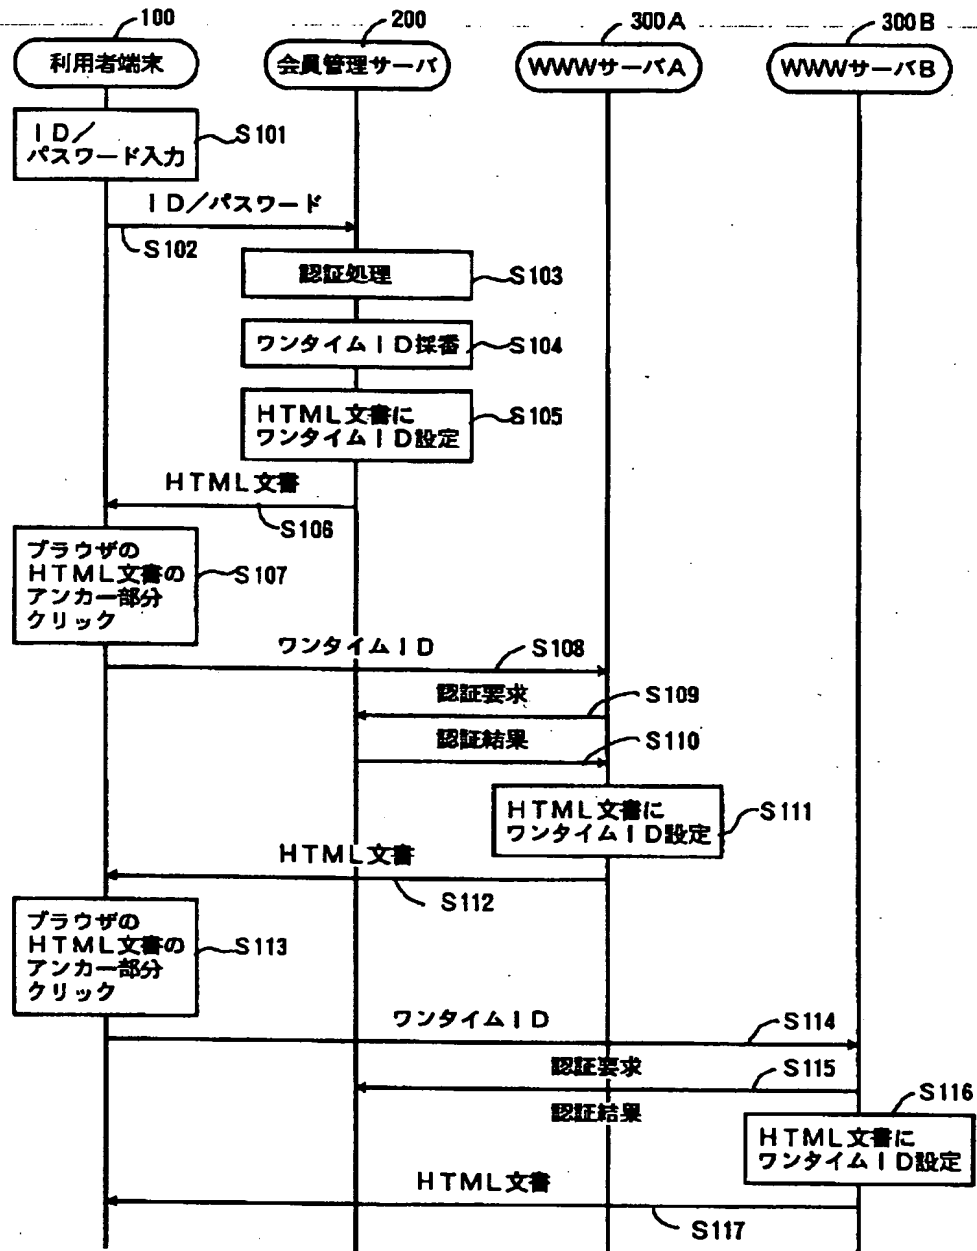 100
200
300A
300B
利用者端末
会員管理サーバ
WWWサーバA
WWWサーバB
ID/
パスワード入力
S101
ID/パスワード
S102
認証処理
S103
ワンタイムID採番
S104
HTML文書に
ワンタイムID設定
S105
HTML文書
S106
ブラウザの
HTML文書の
アンカー部分
クリック
S107
ワンタイムID
S108
認証要求
S109
認証結果
S110
HTML文書に
ワンタイムID設定
S111
HTML文書
S112
ブラウザの
HTML文書の
アンカー部分
クリック
S113
ワンタイムID
S114
認証要求
S115
認証結果
S116
HTML文書に
ワンタイムID設定
HTML文書
S117